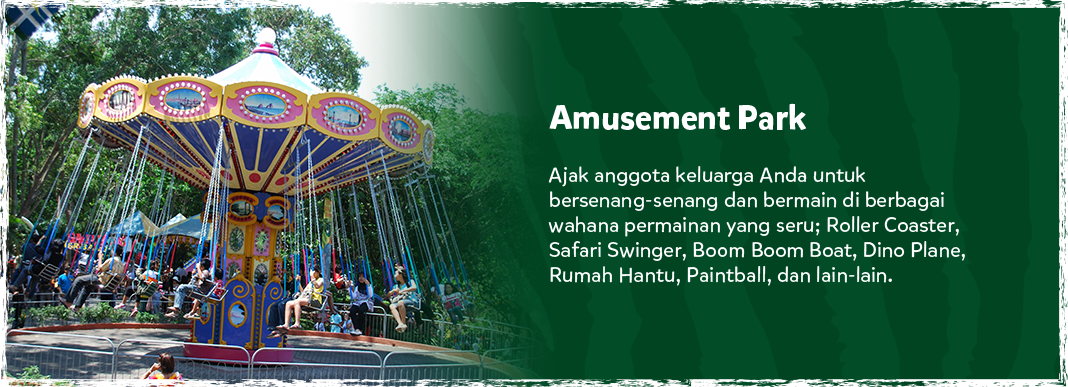 Amusement Park
Ajak anggota keluarga Anda untuk
bersenang-senang dan bermain di berbagai
wahana permainan yang seru; Roller Coaster,
Safari Swinger, Boom Boom Boat, Dino Plane,
Rumah Hantu, Paintball, dan lain-lain.